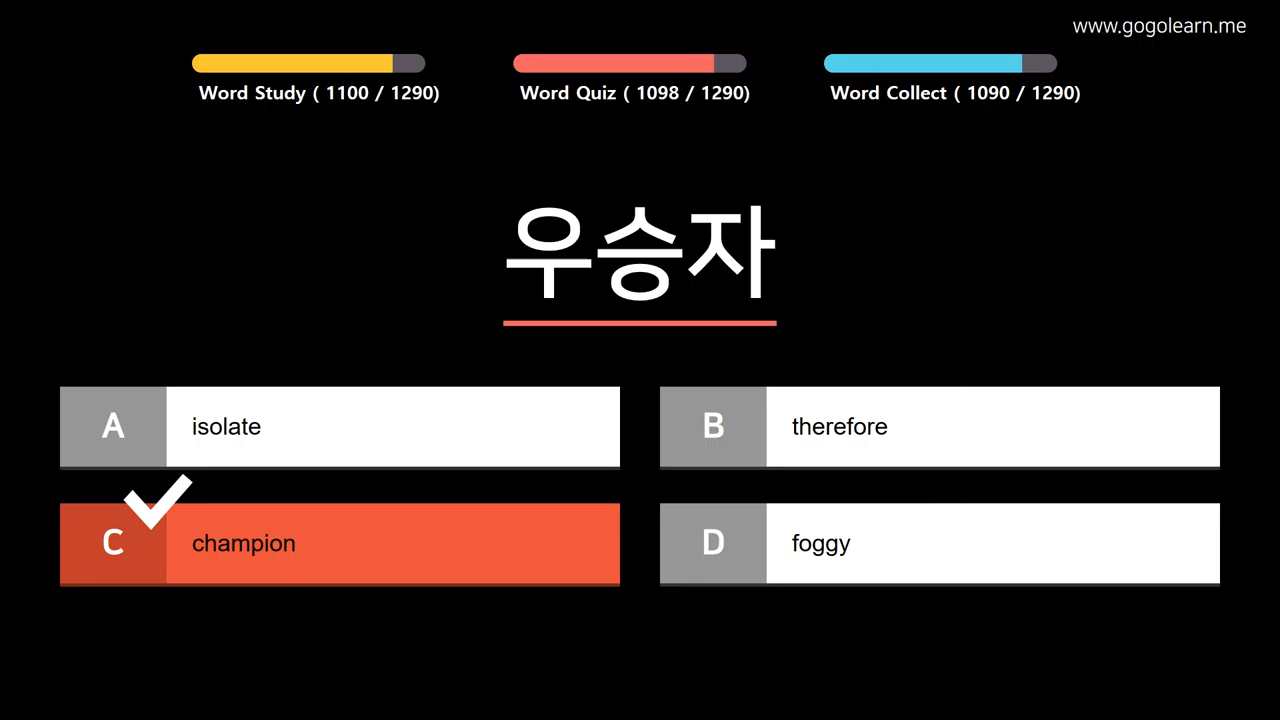 www.gogolearn.me
Word Study ( 1100 / 1290)
Word Quiz ( 1098 / 1290)
Word Collect ( 1090 / 1290)
우승자
A isolate
B therefore
C champion
D foggy